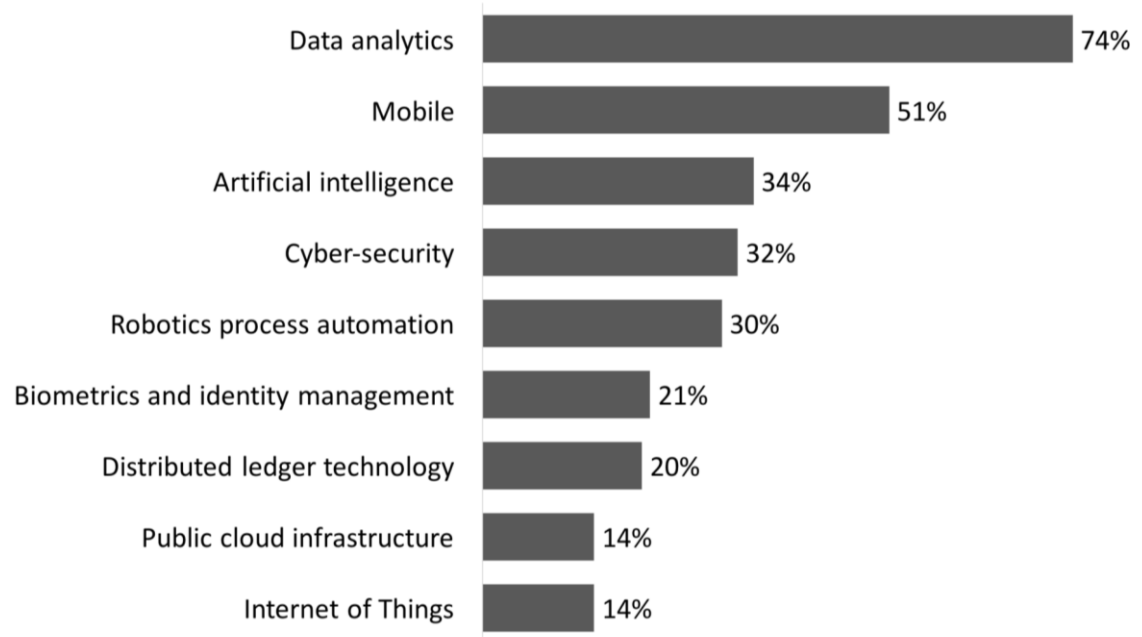 Data analytics 74%
Mobile 51%
Artificial intelligence 34%
Cyber-security 32%
Robotics process automation 30%
Biometrics and identity management 21%
Distributed ledger technology 20%
Public cloud infrastructure 14%
Internet of Things 14%